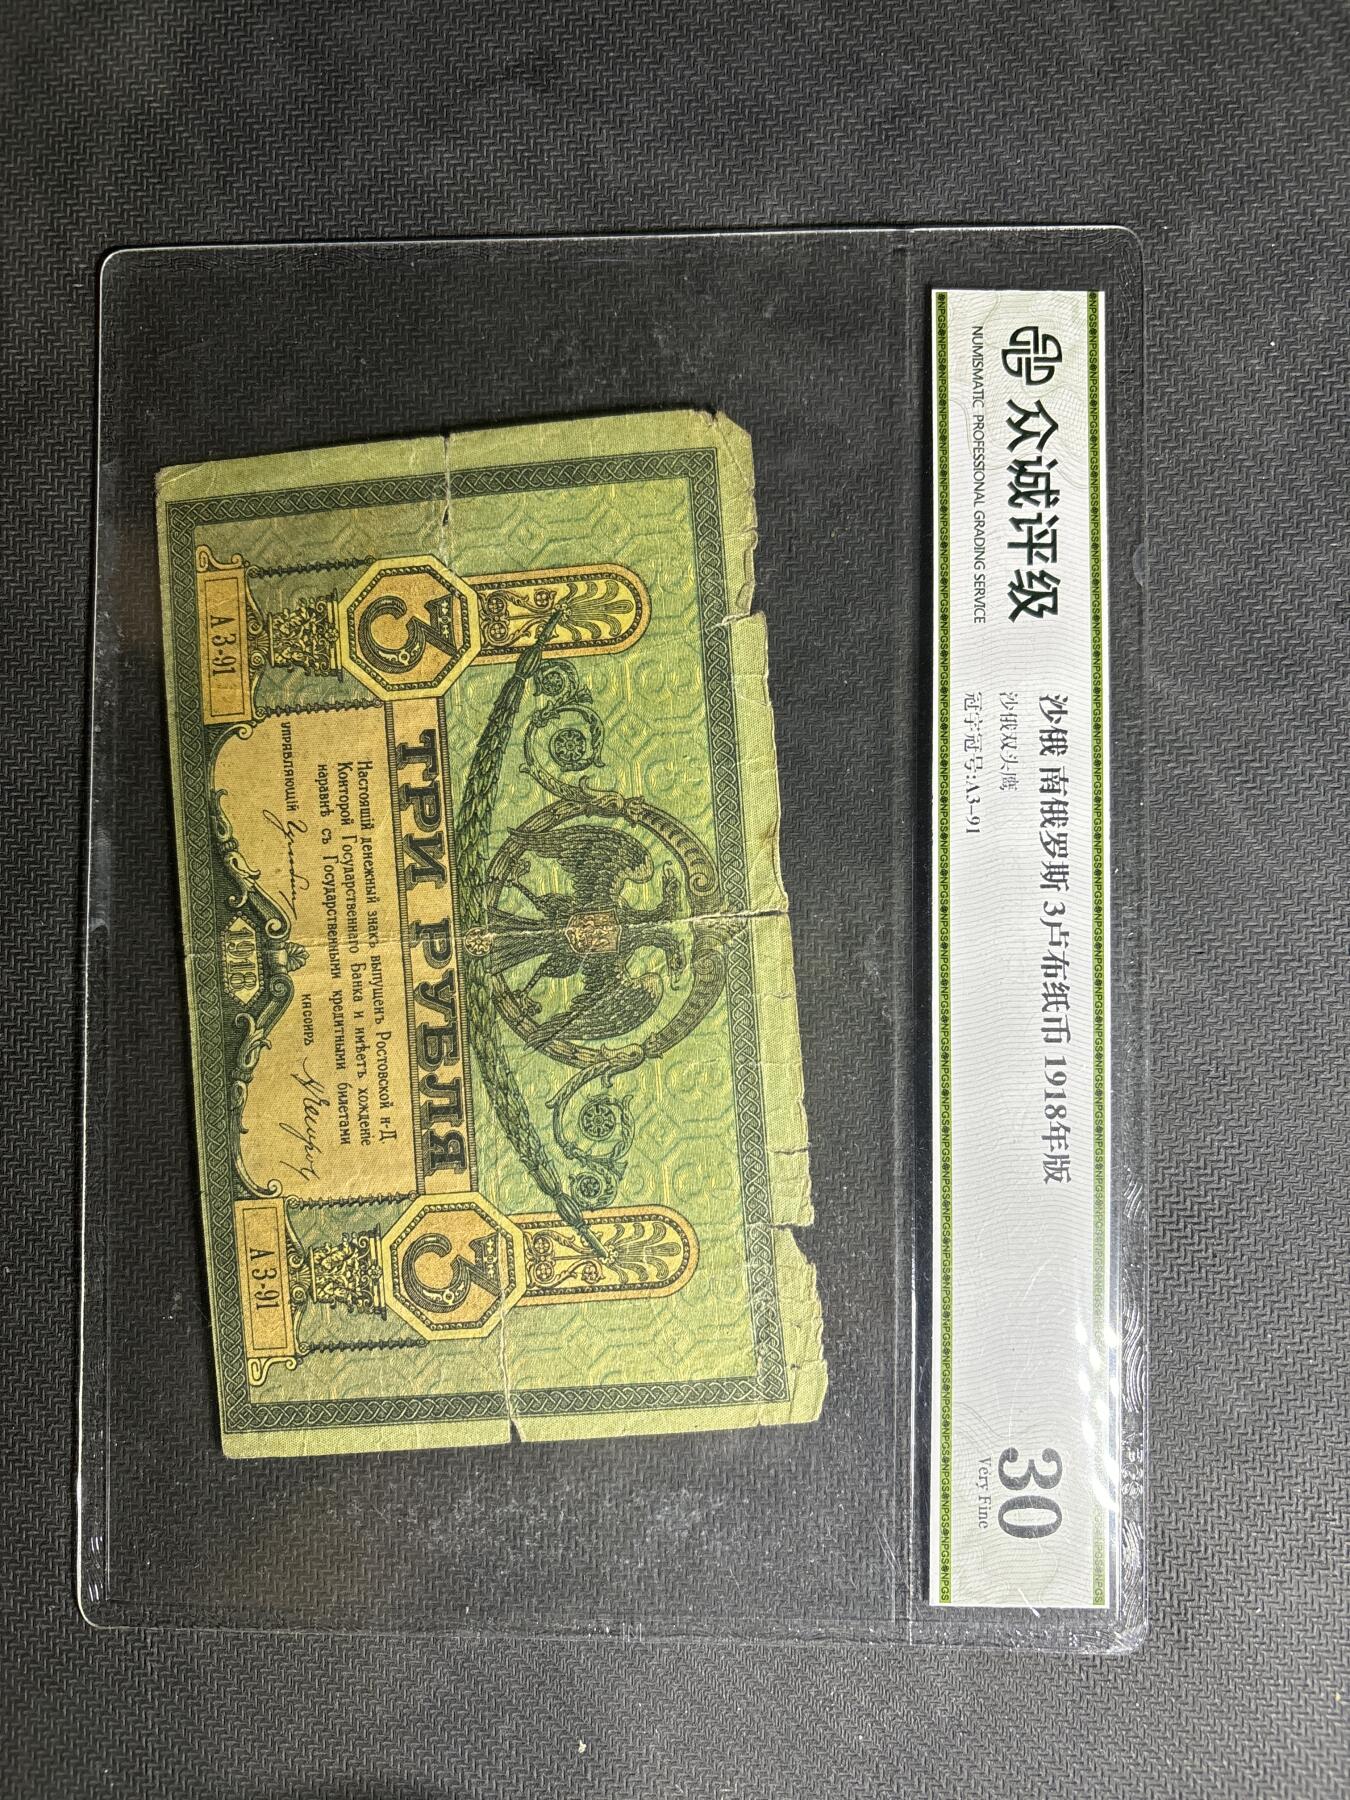 众诚评级
NUMISMATIC PROFESSIONAL GRADING SERVICE
沙俄 南俄罗斯 3卢布纸币 1918年版
沙俄双头鹰
冠字冠号:A3-91
30
Very Fine
3
3
ТРИ РУБЛЯ
Настоящій денежный знакъ выпущенъ Ростовской н-Д
Конторой Государственнаго Банка и имѣетъ хожденіе
наравнѣ съ Государственными кредитными билетами
УПРАВЛЯЮЩІЙ
КАССИРЪ
А 3-91
1918
А 3-91